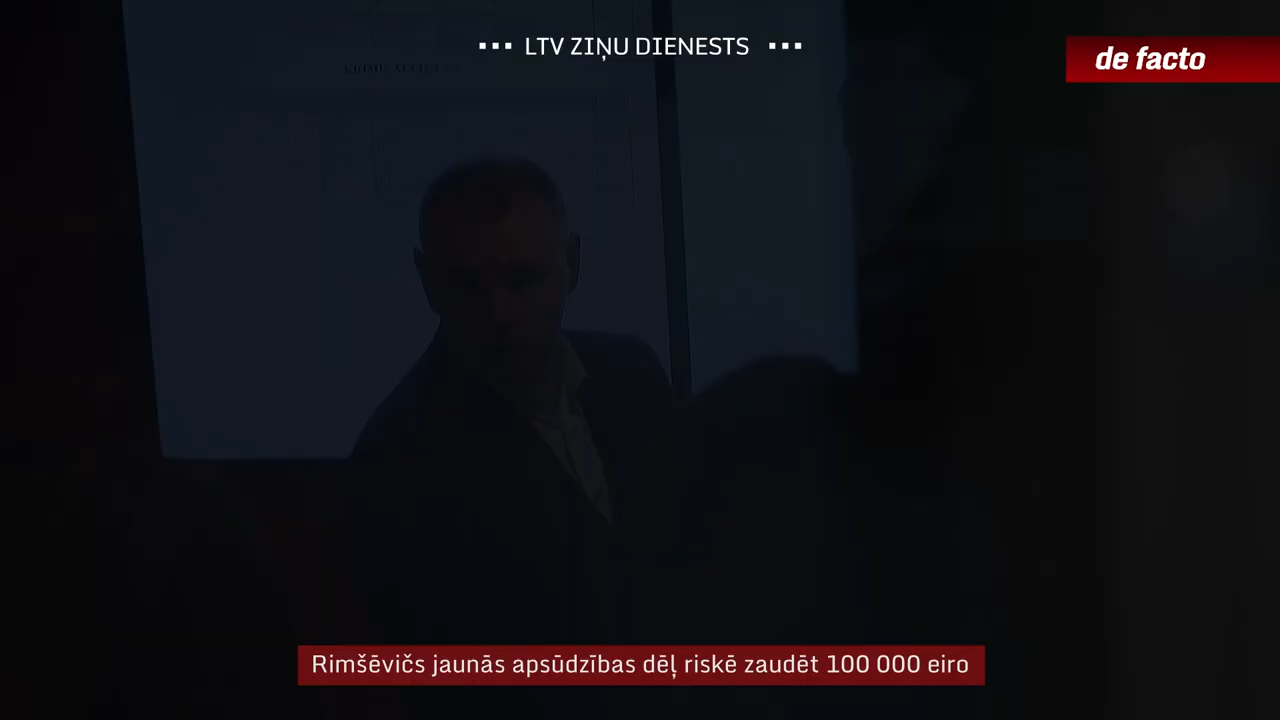 LTV ZIŅU DIENESTS
de facto
Rimšēvičs jaunās apsūdzības dēļ riskē zaudēt 100 000 eiro